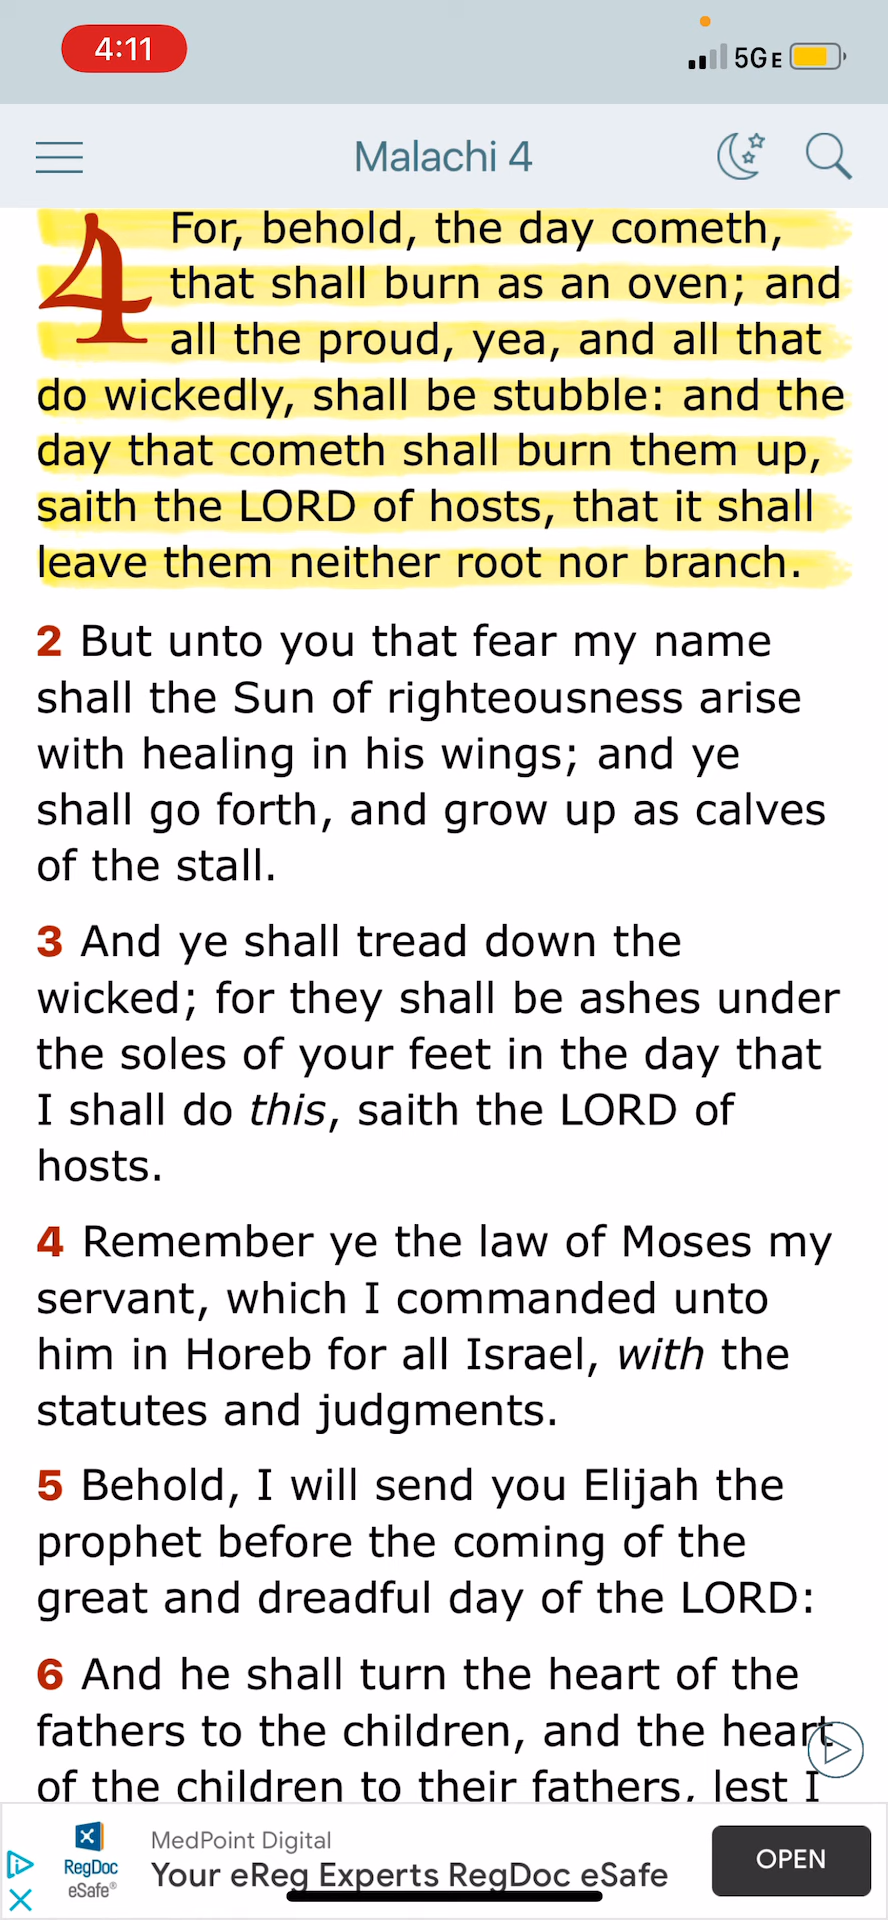 4:11
5GE
Malachi 4
4 For, behold, the day cometh,
that shall burn as an oven; and
all the proud, yea, and all that
do wickedly, shall be stubble: and the
day that cometh shall burn them up,
saith the LORD of hosts, that it shall
leave them neither root nor branch.
2 But unto you that fear my name
shall the Sun of righteousness arise
with healing in his wings; and ye
shall go forth, and grow up as calves
of the stall.
3 And ye shall tread down the
wicked; for they shall be ashes under
the soles of your feet in the day that
I shall do this, saith the LORD of
hosts.
4 Remember ye the law of Moses my
servant, which I commanded unto
him in Horeb for all Israel, with the
statutes and judgments.
5 Behold, I will send you Elijah the
prophet before the coming of the
great and dreadful day of the LORD:
6 And he shall turn the heart of the
fathers to the children, and the heart
of the children to their fathers, lest I
RegDoc
eSafe®
MedPoint Digital
Your eReg Experts RegDoc eSafe
OPEN